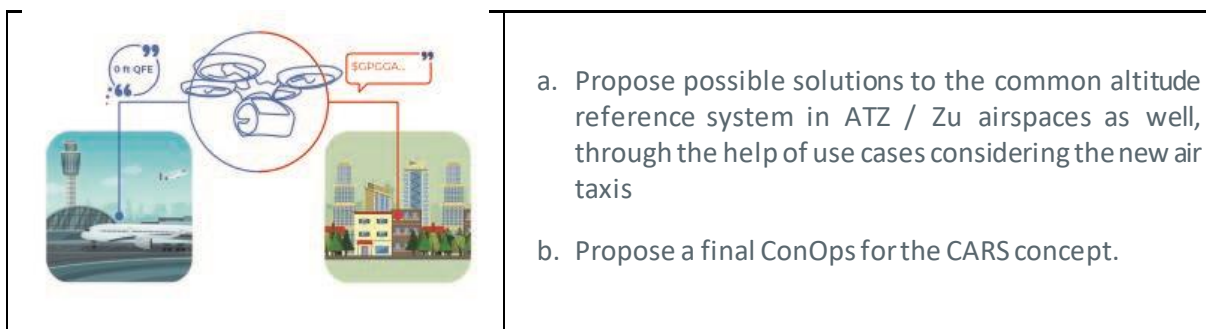 0 ft QFE
$GPGGA..
a. Propose possible solutions to the common altitude
reference system in ATZ / Zu airspaces as well,
through the help of use cases considering the new air
taxis
b. Propose a final ConOps for the CARS concept.